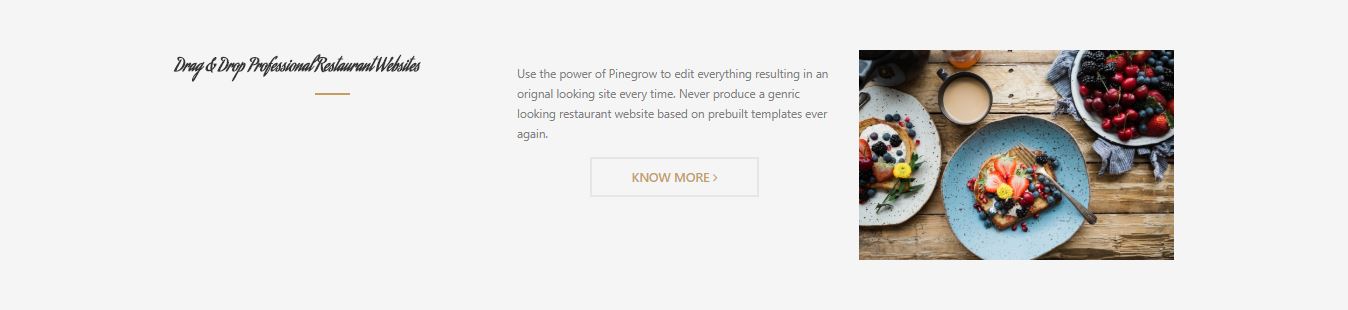 Drag & Drop Professional Restaurant Websites
Use the power of Pinegrow to edit everything resulting in an
orignal looking site every time. Never produce a genric
looking restaurant website based on prebuilt templates ever
again.
KNOW MORE >